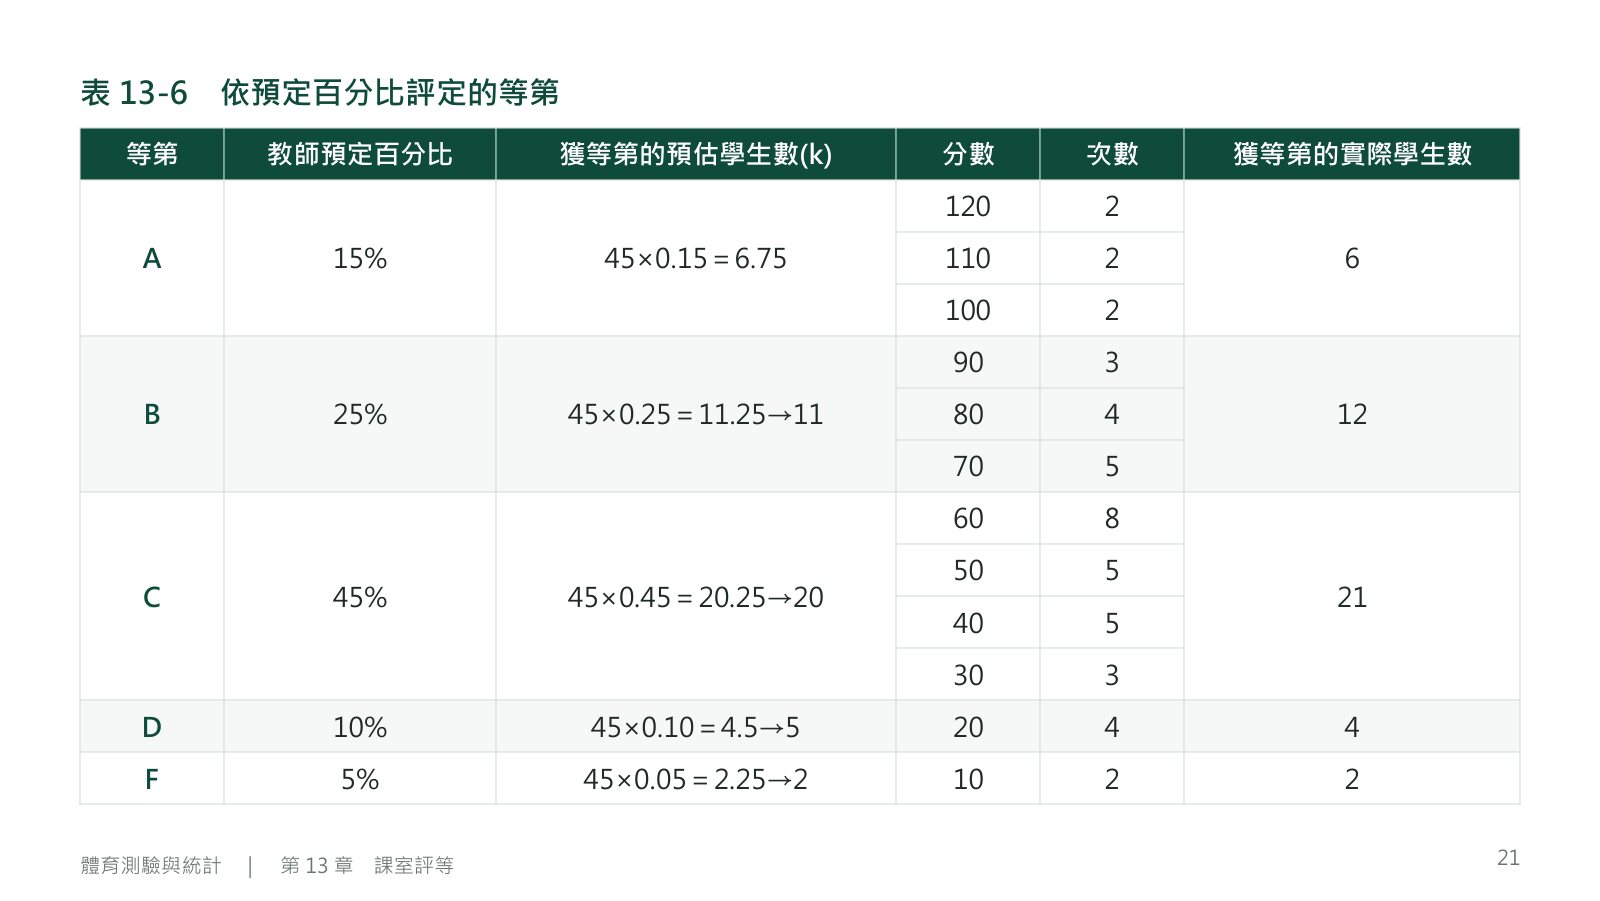 表 13-6　依預定百分比評定的等第
等第 教師預定百分比 獲等第的預估學生數(k) 分數 次數 獲等第的實際學生數
A 15% 45×0.15=6.75 120 2 6
110 2
100 2
B 25% 45×0.25=11.25→11 90 3 12
80 4
70 5
C 45% 45×0.45=20.25→20 60 8 21
50 5
40 5
30 3
D 10% 45×0.10=4.5→5 20 4 4
F 5% 45×0.05=2.25→2 10 2 2
體育測驗與統計　|　第 13 章　課室評等 21